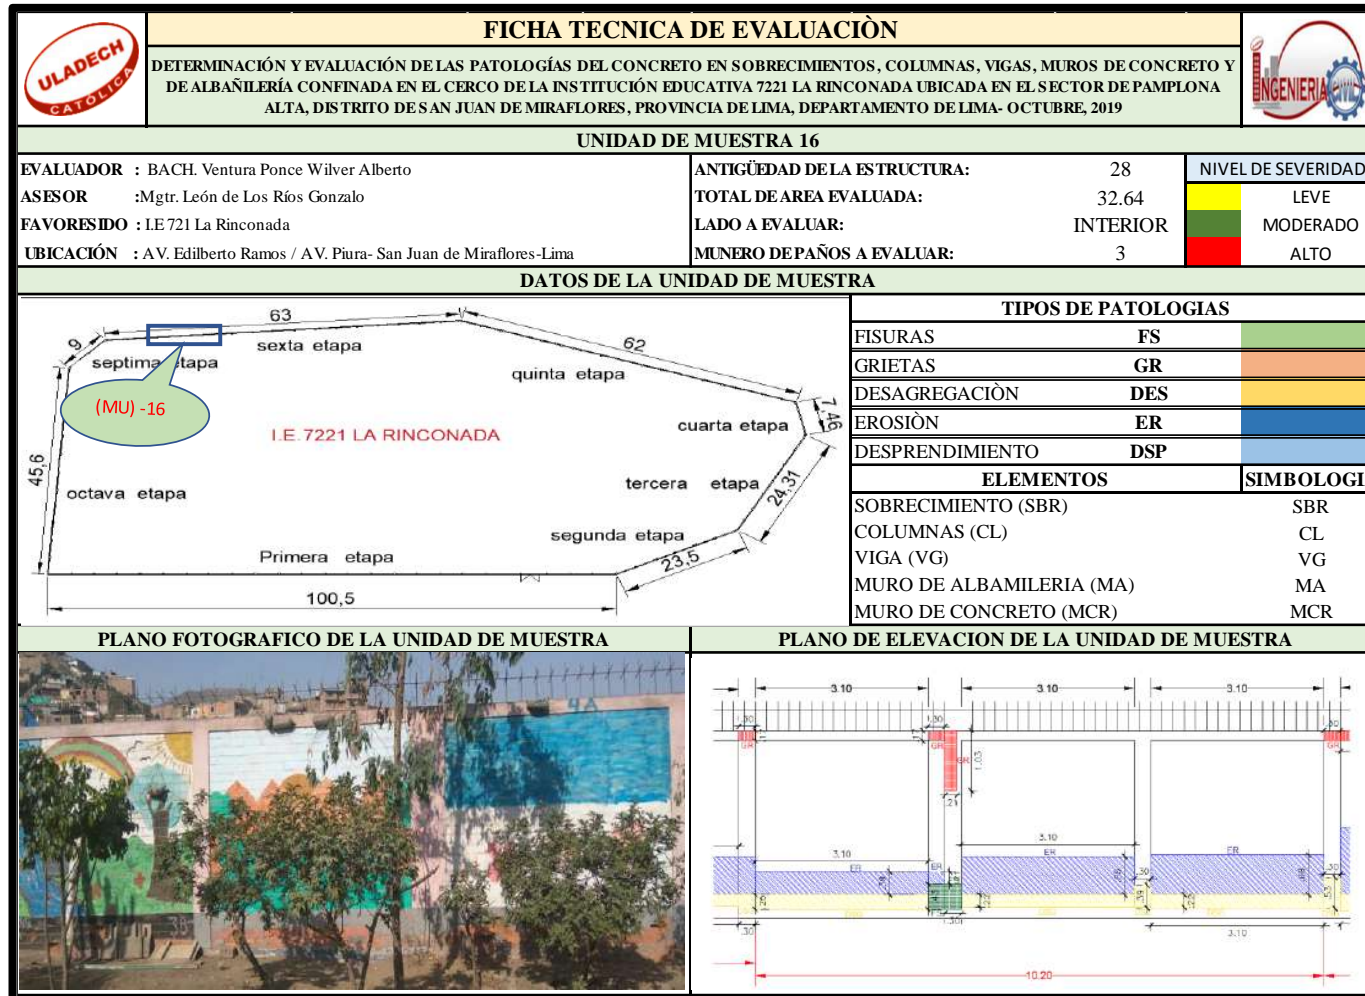 FICHA TECNICA DE EVALUACIÒN
ULADECH
CATÓLICA
DETERMINACIÓN Y EVALUACIÓN DE LAS PATOLOGÍAS DEL CONCRETO EN SOBRECIMIENTOS, COLUMNAS, VIGAS, MUROS DE CONCRETO Y
DE ALBAÑILERÍA CONFINADA EN EL CERCO DE LA INSTITUCIÓN EDUCATIVA 7221 LA RINCONADA UBICADA EN EL SECTOR DE PAMPLONA
ALTA, DISTRITO DE SAN JUAN DE MIRAFLORES, PROVINCIA DE LIMA, DEPARTAMENTO DE LIMA- OCTUBRE, 2019
INGENIERIA CIVIL
UNIDAD DE MUESTRA 16
EVALUADOR : BACH. Ventura Ponce Wilver Alberto
ASESOR :Mgtr. León de Los Ríos Gonzalo
FAVORESIDO : I.E 721 La Rinconada
UBICACIÓN : AV. Edilberto Ramos / AV. Piura- San Juan de Miraflores-Lima
ANTIGÜEDAD DE LA ESTRUCTURA: 28
TOTAL DE AREA EVALUADA: 32.64
LADO A EVALUAR: INTERIOR
MUNERO DE PAÑOS A EVALUAR: 3
NIVEL DE SEVERIDAD
LEVE
MODERADO
ALTO
DATOS DE LA UNIDAD DE MUESTRA
63
9
sexta etapa
septima etapa
62
quinta etapa
(MU) -16
7,46
cuarta etapa
I.E.7221 LA RINCONADA
45,6
octava etapa
tercera etapa
24,31
segunda etapa
Primera etapa
23,5
100,5
TIPOS DE PATOLOGIAS
FISURAS FS
GRIETAS GR
DESAGREGACIÒN DES
EROSIÒN ER
DESPRENDIMIENTO DSP
ELEMENTOS SIMBOLOGI
SOBRECIMIENTO (SBR) SBR
COLUMNAS (CL) CL
VIGA (VG) VG
MURO DE ALBAMILERIA (MA) MA
MURO DE CONCRETO (MCR) MCR
PLANO FOTOGRAFICO DE LA UNIDAD DE MUESTRA
PLANO DE ELEVACION DE LA UNIDAD DE MUESTRA
3.10 3.10 3.10
GR GR GR GR
1.03
.21
3.10
3.10
ER ER ER ER
.30
3.10
10.20